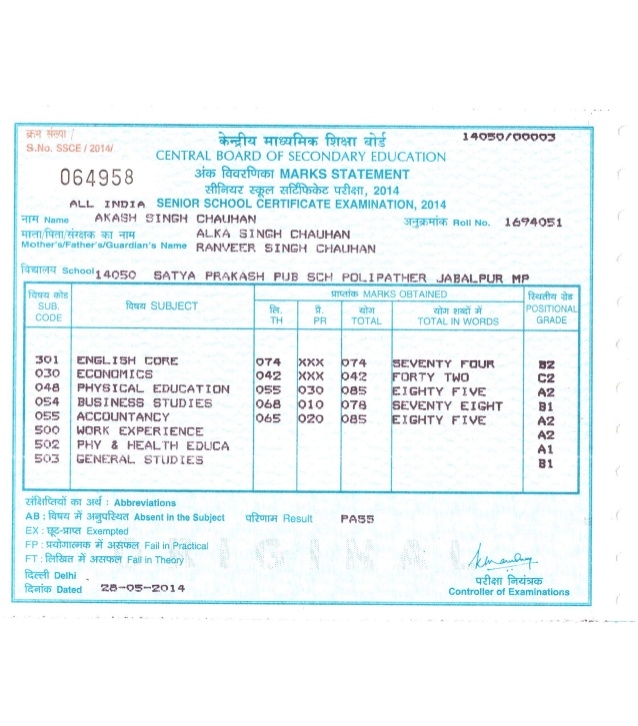 क्रम संख्या /
S.No. SSCE / 2014/
064958
14050/00003
केन्द्रीय माध्यमिक शिक्षा बोर्ड
CENTRAL BOARD OF SECONDARY EDUCATION
अंक विवरणिका MARKS STATEMENT
सीनियर स्कूल सर्टिफिकेट परीक्षा, 2014
ALL INDIA SENIOR SCHOOL CERTIFICATE EXAMINATION, 2014
नाम Name AKASH SINGH CHAUHAN अनुक्रमांक Roll No. 1694051
माता/पिता/संरक्षक का नाम ALKA SINGH CHAUHAN
Mother's/Father's/Guardian's Name RANVEER SINGH CHAUHAN
विद्यालय School 14050 SATYA PRAKASH PUB SCH POLIPATHER JABALPUR MP
विषय कोड SUB. CODE
विषय SUBJECT
प्राप्तांक MARKS OBTAINED
लि. TH
प्रै. PR
योग TOTAL
योग शब्दों में TOTAL IN WORDS
स्थितीय ग्रेड POSITIONAL GRADE
301 ENGLISH CORE 074 XXX 074 SEVENTY FOUR B2
030 ECONOMICS 042 XXX 042 FORTY TWO C2
048 PHYSICAL EDUCATION 055 030 085 EIGHTY FIVE A2
054 BUSINESS STUDIES 068 010 078 SEVENTY EIGHT B1
055 ACCOUNTANCY 065 020 085 EIGHTY FIVE A2
500 WORK EXPERIENCE A2
502 PHY & HEALTH EDUCA A1
503 GENERAL STUDIES B1
संक्षिप्तियों का अर्थ : Abbreviations
AB : विषय में अनुपस्थित Absent in the Subject परिणाम Result PASS
EX : छूट-प्राप्त Exempted
FP : प्रयोगात्मक में असफल Fail in Practical
FT : लिखित में असफल Fail in Theory
दिल्ली Delhi
दिनांक Dated 28-05-2014
परीक्षा नियंत्रक
Controller of Examinations